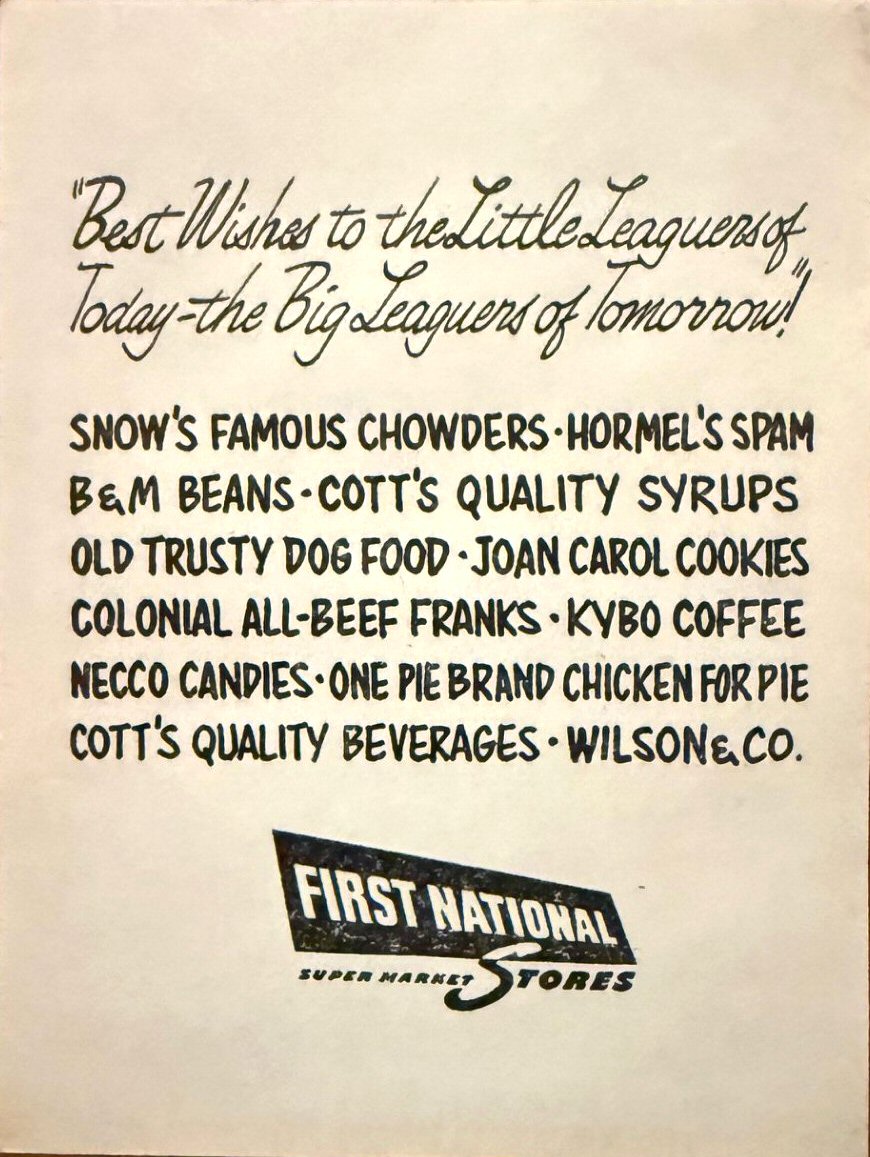 "Best Wishes to the Little Leaguers of
Today-the Big Leaguers of Tomorrow"!
SNOW'S FAMOUS CHOWDERS · HORMEL'S SPAM
B&M BEANS · COTT'S QUALITY SYRUPS
OLD TRUSTY DOG FOOD · JOAN CAROL COOKIES
COLONIAL ALL-BEEF FRANKS · KYBO COFFEE
NECCO CANDIES · ONE PIE BRAND CHICKEN FOR PIE
COTT'S QUALITY BEVERAGES · WILSON & CO.
FIRST NATIONAL
SUPER MARKET STORES